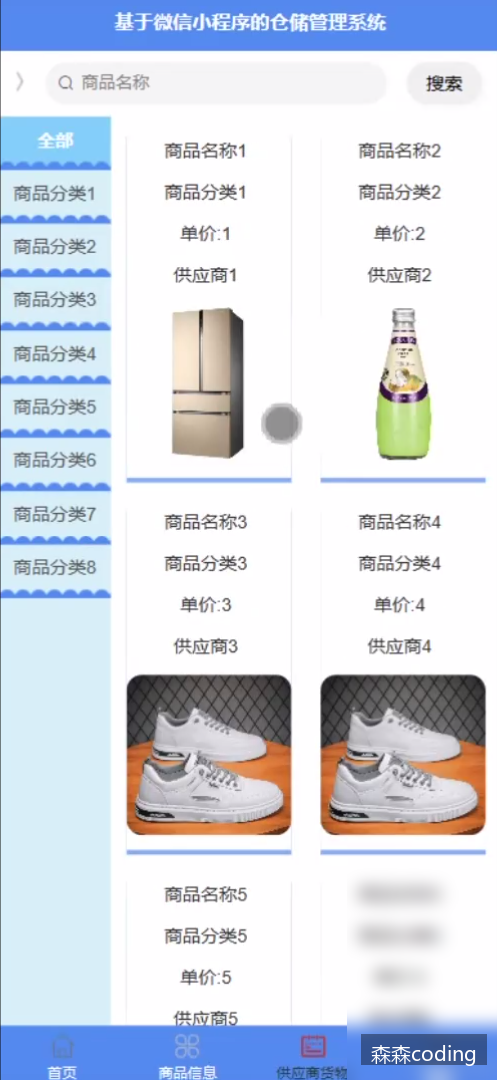 基于微信小程序的仓储管理系统
商品名称
搜索
全部
商品分类1
商品分类2
商品分类3
商品分类4
商品分类5
商品分类6
商品分类7
商品分类8
商品名称1
商品分类1
单价:1
供应商1
商品名称2
商品分类2
单价:2
供应商2
商品名称3
商品分类3
单价:3
供应商3
商品名称4
商品分类4
单价:4
供应商4
商品名称5
商品分类5
单价:5
供应商5
首页
商品信息
供应商货物
森森coding